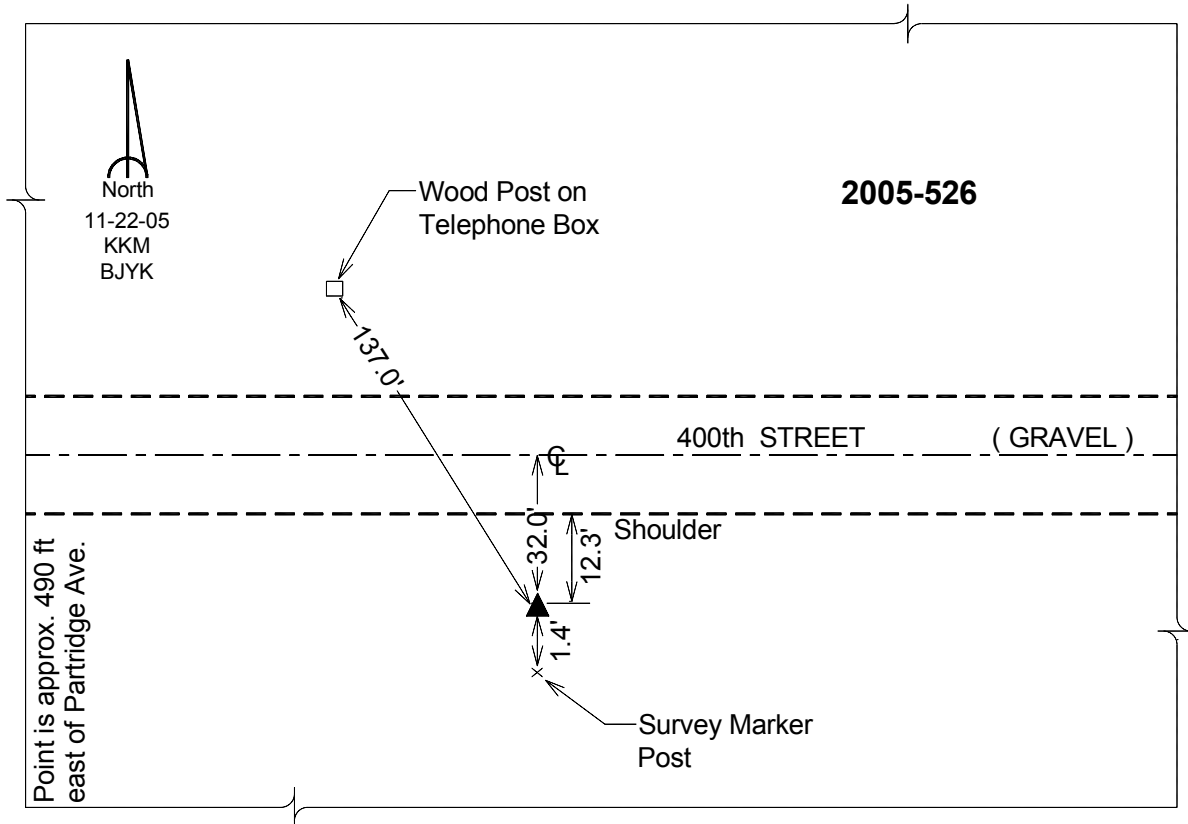 North
11-22-05
KKM
BJYK
Wood Post on
Telephone Box
2005-526
137.0'
400th STREET ( GRAVEL )
℄
32.0'
12.3'
Shoulder
1.4'
Survey Marker
Post
Point is approx. 490 ft
east of Partridge Ave.